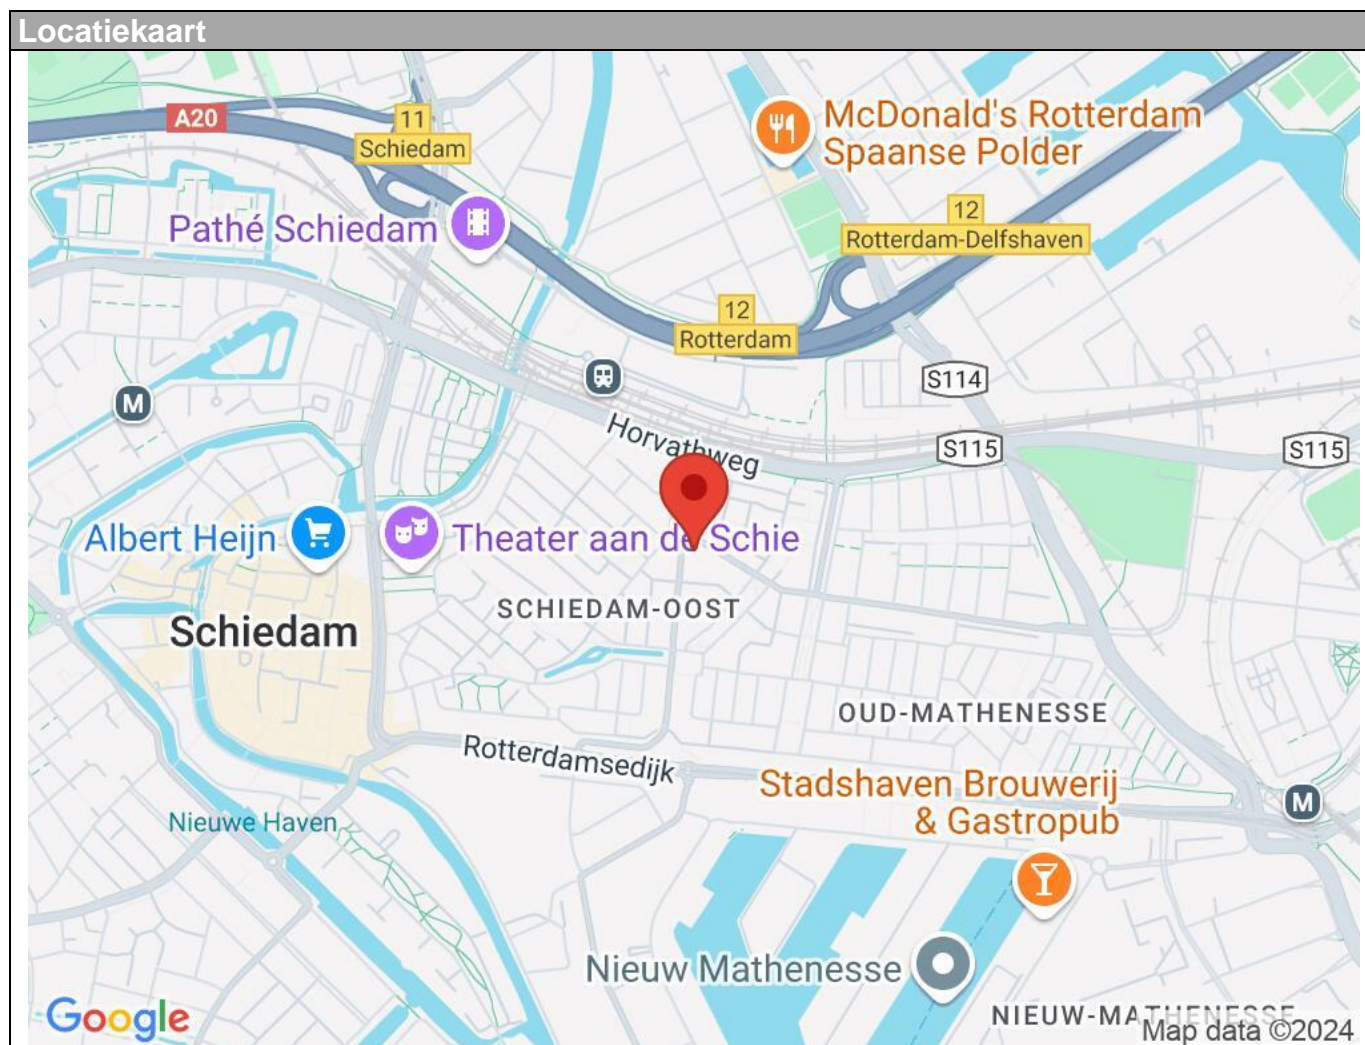 Locatiekaart
A20
11
Schiedam
McDonald's Rotterdam
Spaanse Polder
Pathé Schiedam
12
Rotterdam-Delfshaven
12
Rotterdam
S114
M
Horvathweg
S115
S115
Albert Heijn
Theater aan de Schie
SCHIEDAM-OOST
Schiedam
OUD-MATHENESSE
Rotterdamsedijk
Stadshaven Brouwerij
& Gastropub
M
Nieuwe Haven
Nieuw Mathenesse
NIEUW-MATHENESSE
Google
Map data ©2024